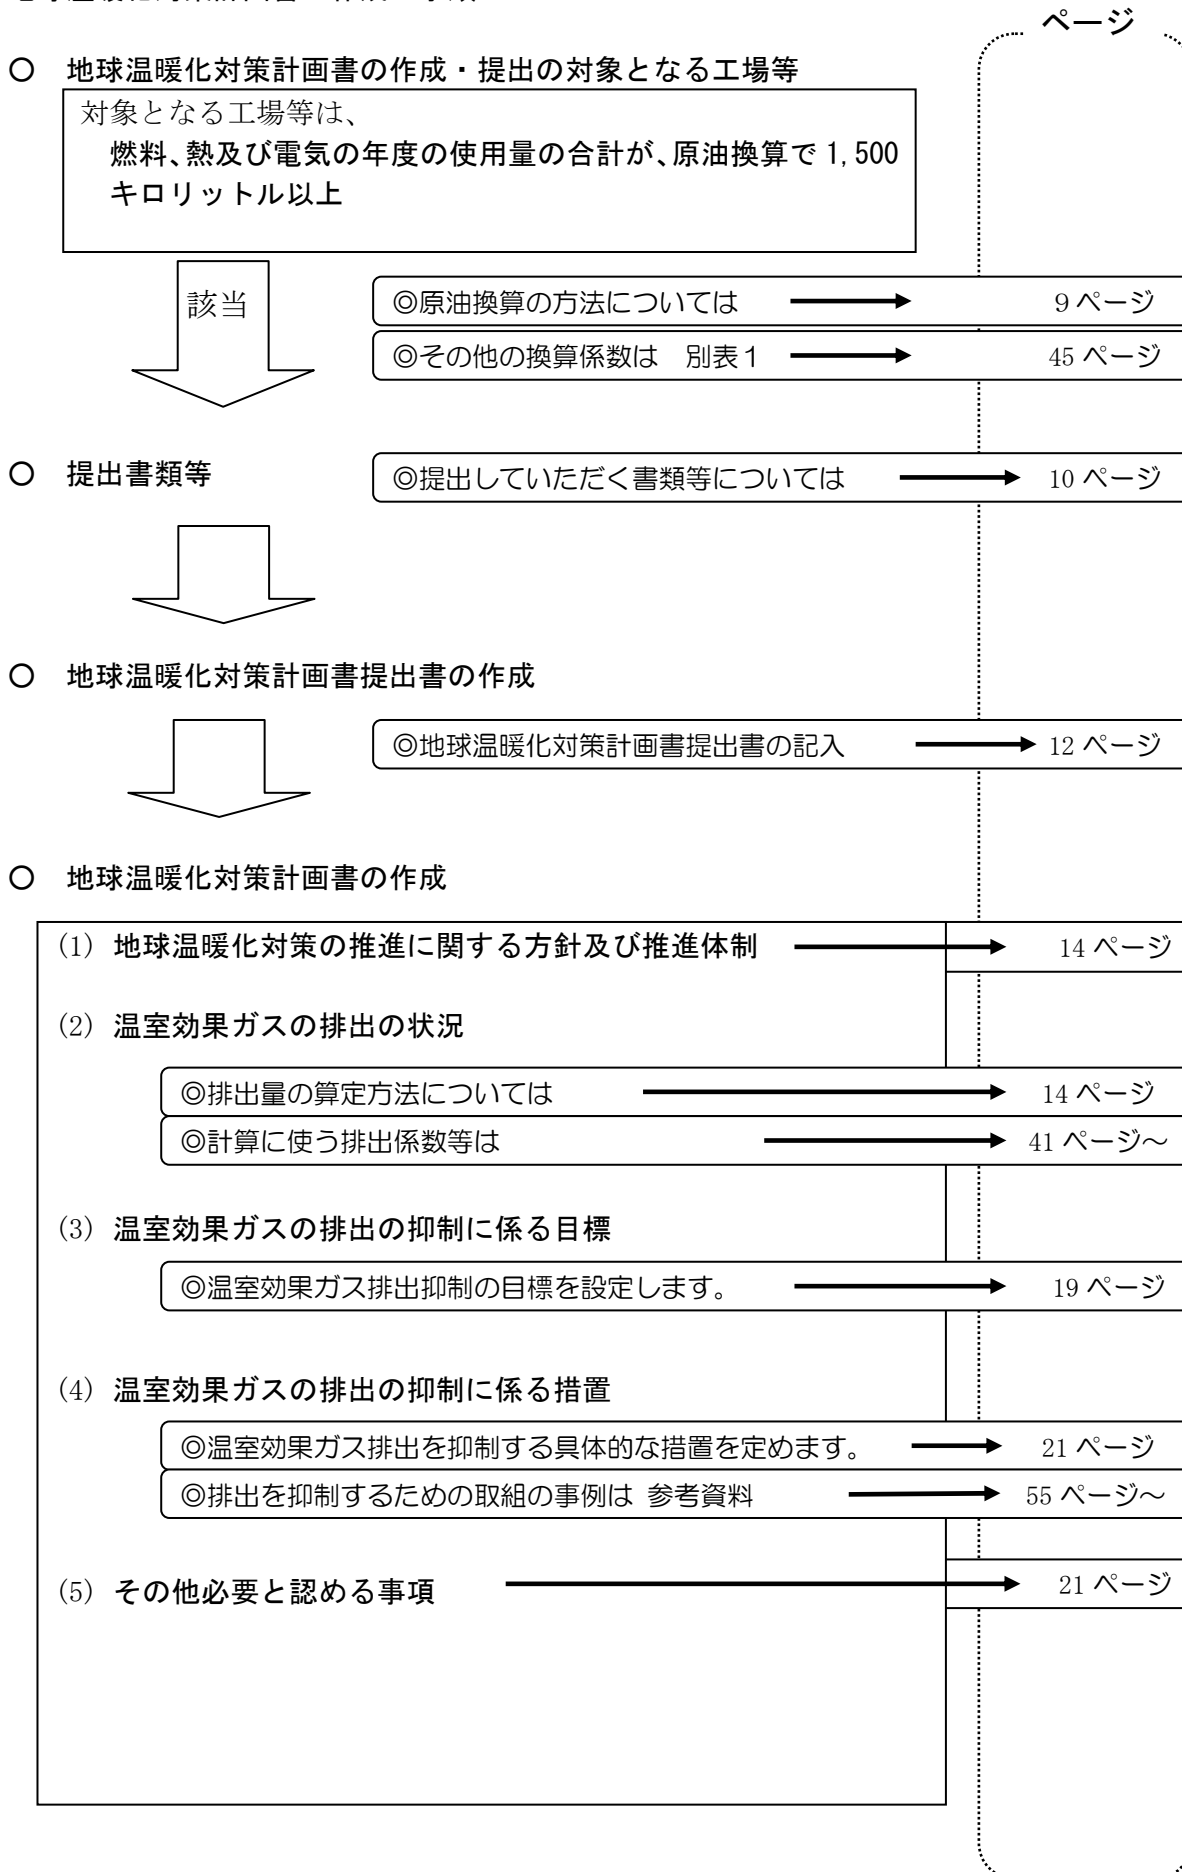 ページ
○ 地球温暖化対策計画書の作成・提出の対象となる工場等
対象となる工場等は、
燃料、熱及び電気の年度の使用量の合計が、原油換算で 1,500
キロリットル以上
該当
◎原油換算の方法については 9 ページ
◎その他の換算係数は 別表1 45 ページ
○ 提出書類等
◎提出していただく書類等については 10 ページ
○ 地球温暖化対策計画書提出書の作成
◎地球温暖化対策計画書提出書の記入 12 ページ
○ 地球温暖化対策計画書の作成
(1) 地球温暖化対策の推進に関する方針及び推進体制 14 ページ
(2) 温室効果ガスの排出の状況
◎排出量の算定方法については 14 ページ
◎計算に使う排出係数等は 41 ページ～
(3) 温室効果ガスの排出の抑制に係る目標
◎温室効果ガス排出抑制の目標を設定します。 19 ページ
(4) 温室効果ガスの排出の抑制に係る措置
◎温室効果ガス排出を抑制する具体的な措置を定めます。 21 ページ
◎排出を抑制するための取組の事例は 参考資料 55 ページ～
(5) その他必要と認める事項 21 ページ